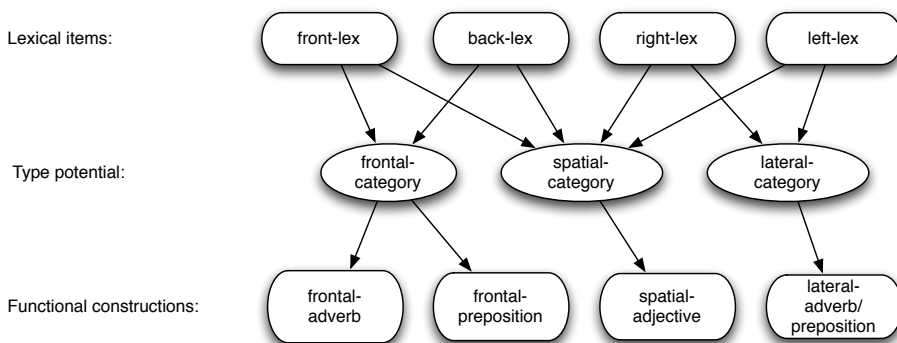 Lexical items:
front-lex
back-lex
right-lex
left-lex
Type potential:
frontal-
category
spatial-
category
lateral-
category
Functional constructions:
frontal-
adverb
frontal-
preposition
spatial-
adjective
lateral-
adverb/
preposition